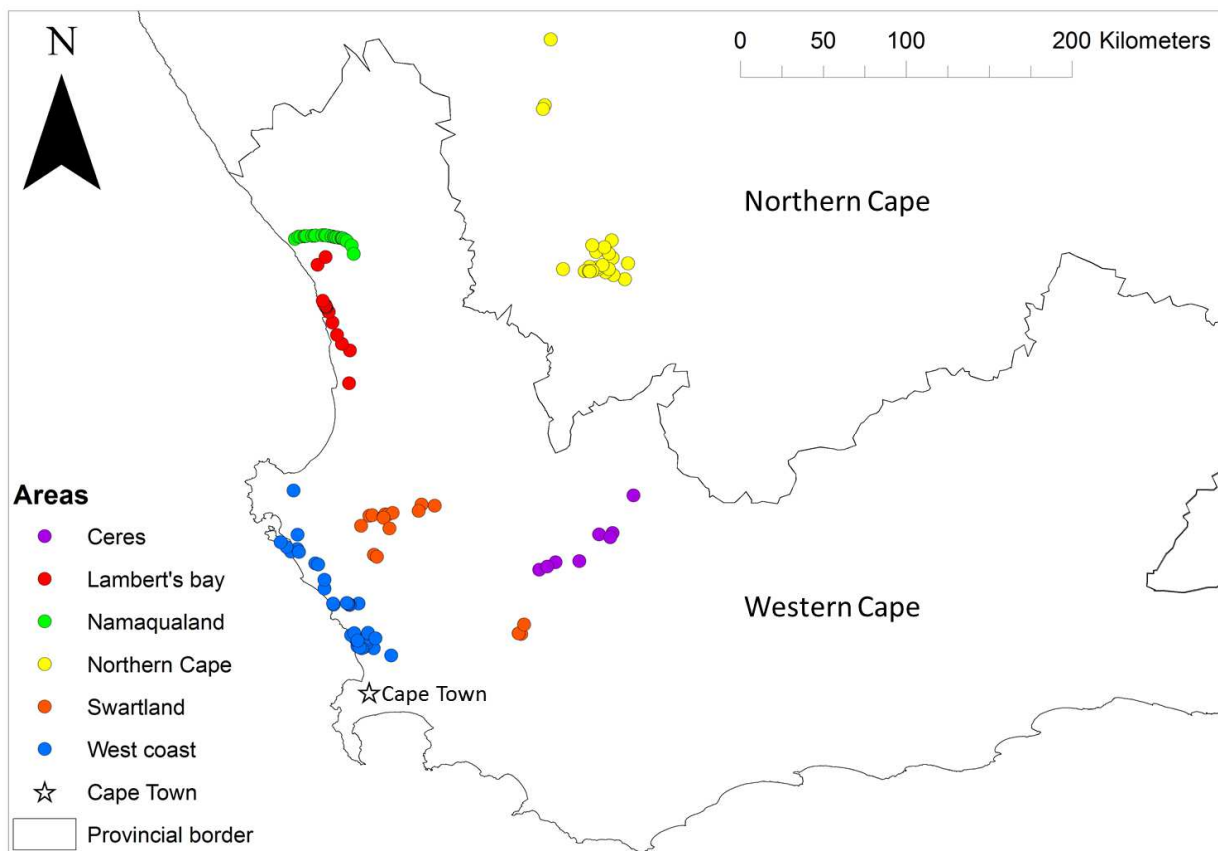 N
0 50 100 200 Kilometers
Northern Cape
Western Cape
Cape Town
Areas
Ceres
Lambert's bay
Namaqualand
Northern Cape
Swartland
West coast
Cape Town
Provincial border